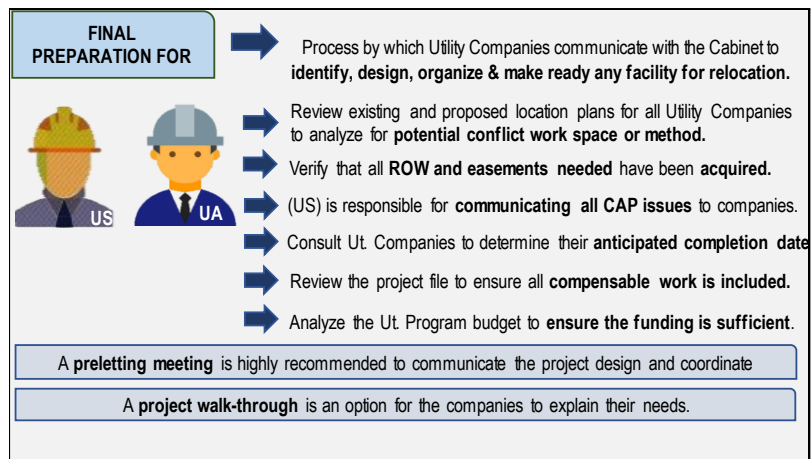 FINAL
PREPARATION FOR
Process by which Utility Companies communicate with the Cabinet to
identify, design, organize & make ready any facility for relocation.
Review existing and proposed location plans for all Utility Companies
to analyze for potential conflict work space or method.
Verify that all ROW and easements needed have been acquired.
US
UA
(US) is responsible for communicating all CAP issues to companies.
Consult Ut. Companies to determine their anticipated completion date
Review the project file to ensure all compensable work is included.
Analyze the Ut. Program budget to ensure the funding is sufficient.
A preletting meeting is highly recommended to communicate the project design and coordinate
A project walk-through is an option for the companies to explain their needs.